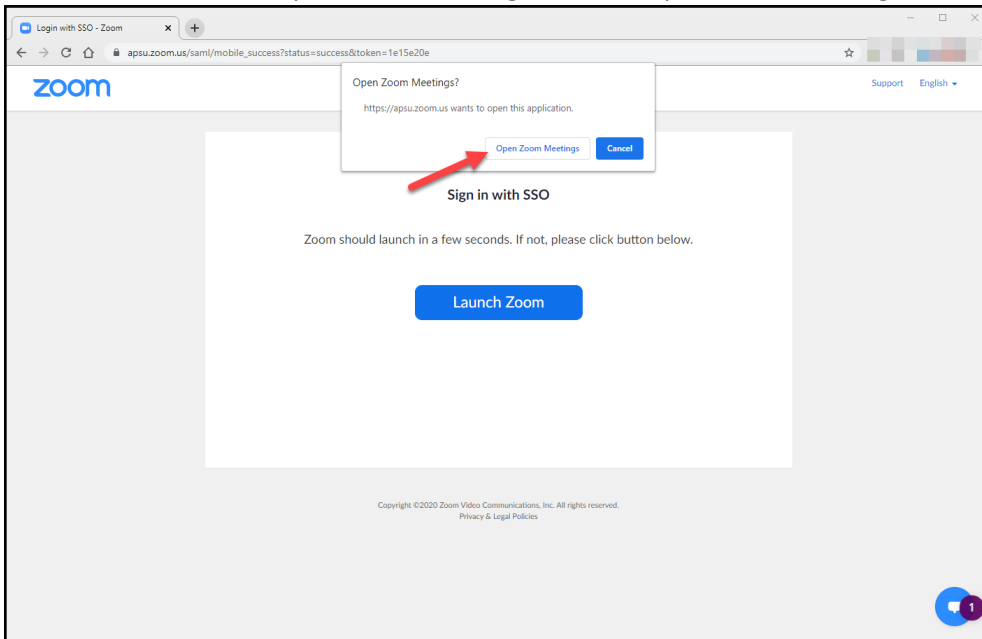 Login with SSO - Zoom
apsu.zoom.us/saml/mobile_success?status=success&token=1e15e20e
zoom
Support English
Open Zoom Meetings?
https://apsu.zoom.us wants to open this application.
Open Zoom Meetings Cancel
Sign in with SSO
Zoom should launch in a few seconds. If not, please click button below.
Launch Zoom
Copyright ©2020 Zoom Video Communications, Inc. All rights reserved.
Privacy & Legal Policies
1